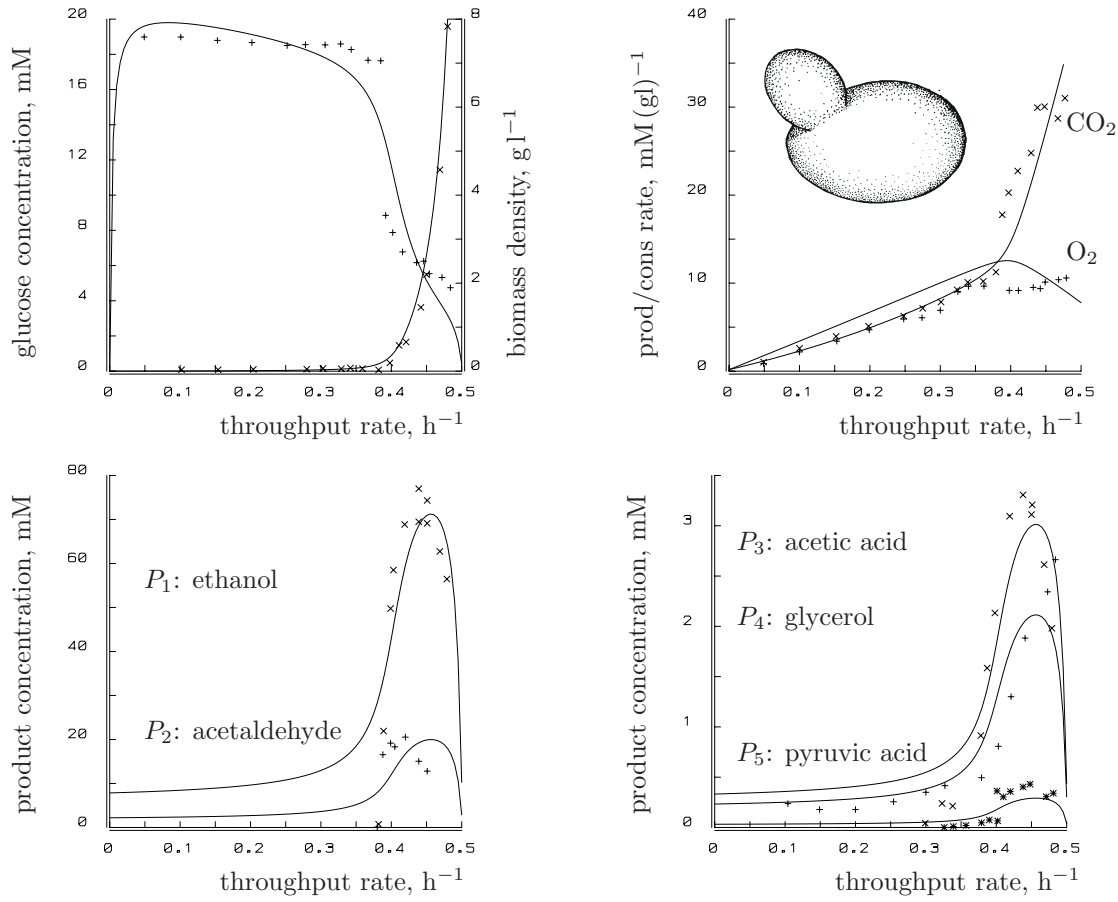 glucose concentration, mM
20
16
12
8
4
0
8
6
4
2
0
biomass density, g l−1
0 0.1 0.2 0.3 0.4 0.5
throughput rate, h−1
prod/cons rate, mM (gl)−1
40
30
20
10
0
CO2
O2
0 0.1 0.2 0.3 0.4 0.5
throughput rate, h−1
product concentration, mM
80
60
40
20
0
P1: ethanol
P2: acetaldehyde
0 0.1 0.2 0.3 0.4 0.5
throughput rate, h−1
product concentration, mM
3
2
1
0
P3: acetic acid
P4: glycerol
P5: pyruvic acid
0 0.1 0.2 0.3 0.4 0.5
throughput rate, h−1